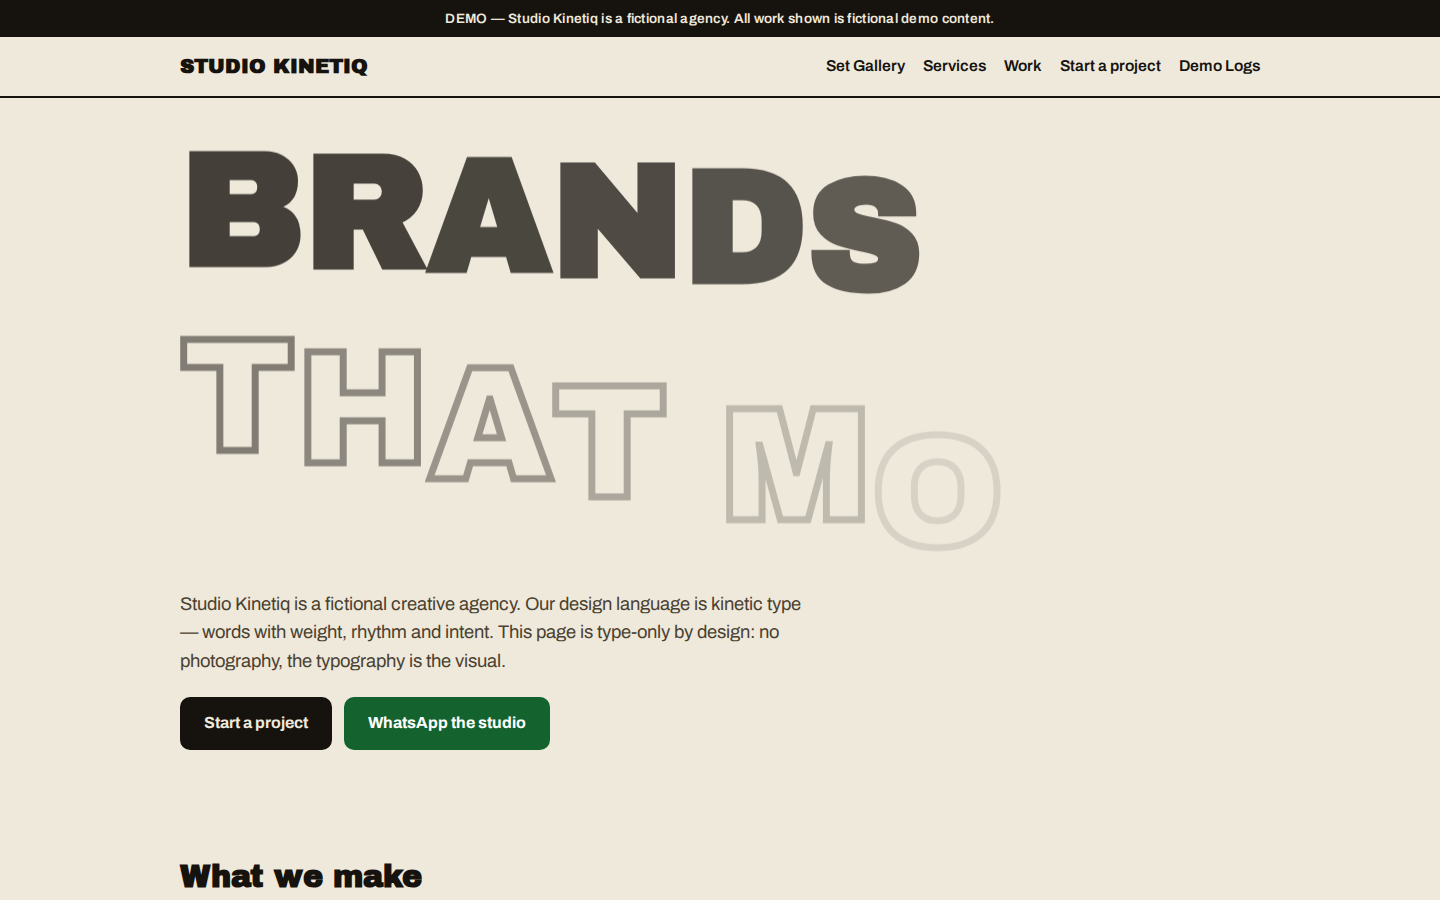 DEMO — Studio Kinetiq is a fictional agency. All work shown is fictional demo content.
STUDIO KINETIQ
Set Gallery Services Work Start a project Demo Logs
BRANDS
THAT MO
Studio Kinetiq is a fictional creative agency. Our design language is kinetic type
— words with weight, rhythm and intent. This page is type-only by design: no
photography, the typography is the visual.
Start a project WhatsApp the studio
What we make